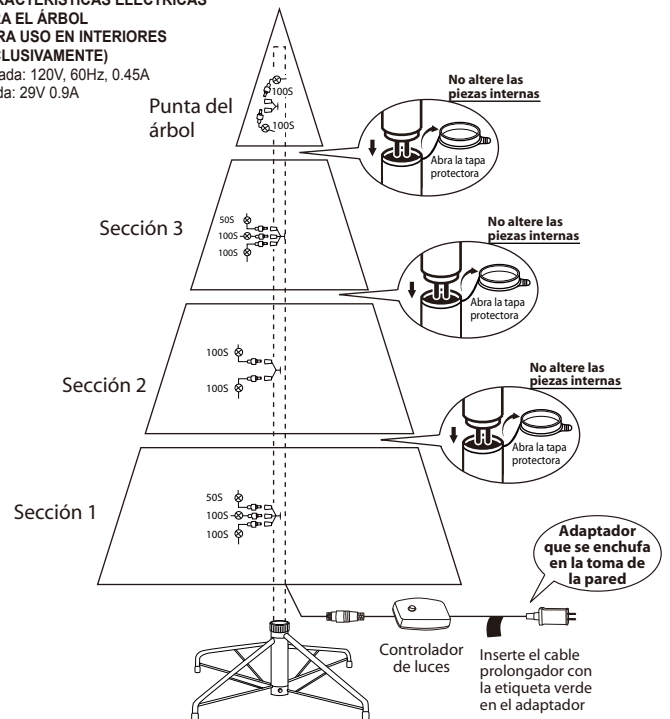 RACTERÍSTICAS ELÉCTRICAS
RA EL ÁRBOL
RA USO EN INTERIORES
CLUSIVAMENTE)
ada: 120V, 60Hz, 0.45A
da: 29V 0.9A
Punta del
árbol
100S
100S
No altere las
piezas internas
Abra la tapa
protectora
Sección 3
50S
100S
100S
No altere las
piezas internas
Abra la tapa
protectora
Sección 2
100S
100S
No altere las
piezas internas
Abra la tapa
protectora
Sección 1
50S
100S
100S
Adaptador
que se enchufa
en la toma de
la pared
Controlador
de luces
Inserte el cable
prolongador con
la etiqueta verde
en el adaptador